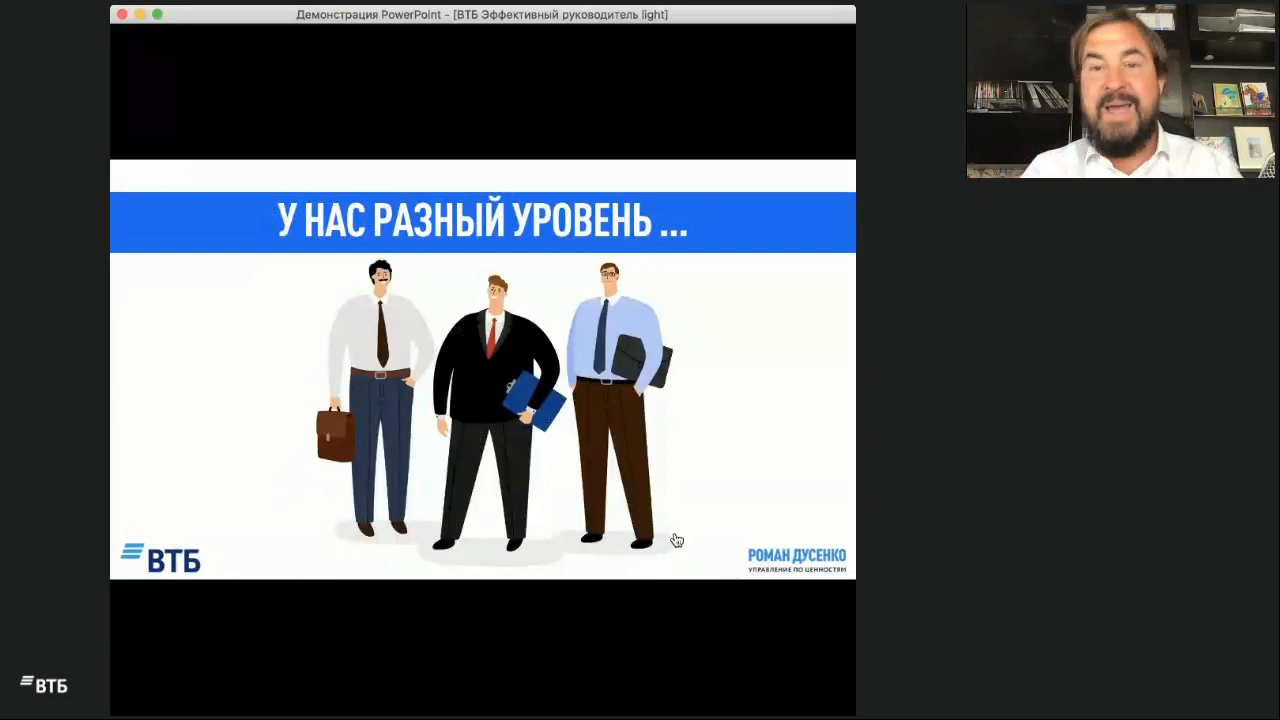 Демонстрация PowerPoint - [ВТБ Эффективный руководитель light]
У НАС РАЗНЫЙ УРОВЕНЬ ...
ВТБ
РОМАН ДУСЕНКО
УПРАВЛЕНИЕ ПО ЦЕННОСТЯМ
ВТБ